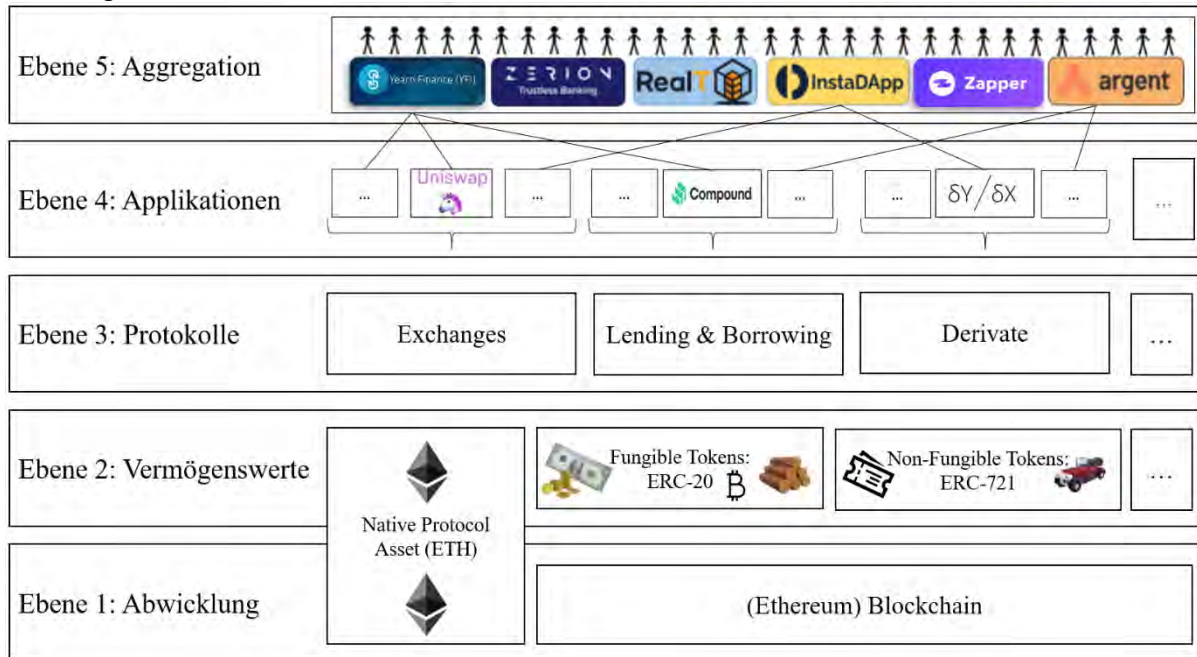 Ebene 5: Aggregation
Yearn Finance (YFI)
ZERION
Trustless Banking
RealT
InstaDApp
Zapper
argent
Ebene 4: Applikationen
...
Uniswap
...
...
Compound
...
...
δY/δX
...
...
Ebene 3: Protokolle
Exchanges
Lending & Borrowing
Derivate
...
Ebene 2: Vermögenswerte
Fungible Tokens:
ERC-20
Non-Fungible Tokens:
ERC-721
....
Native Protocol
Asset (ETH)
Ebene 1: Abwicklung
(Ethereum) Blockchain